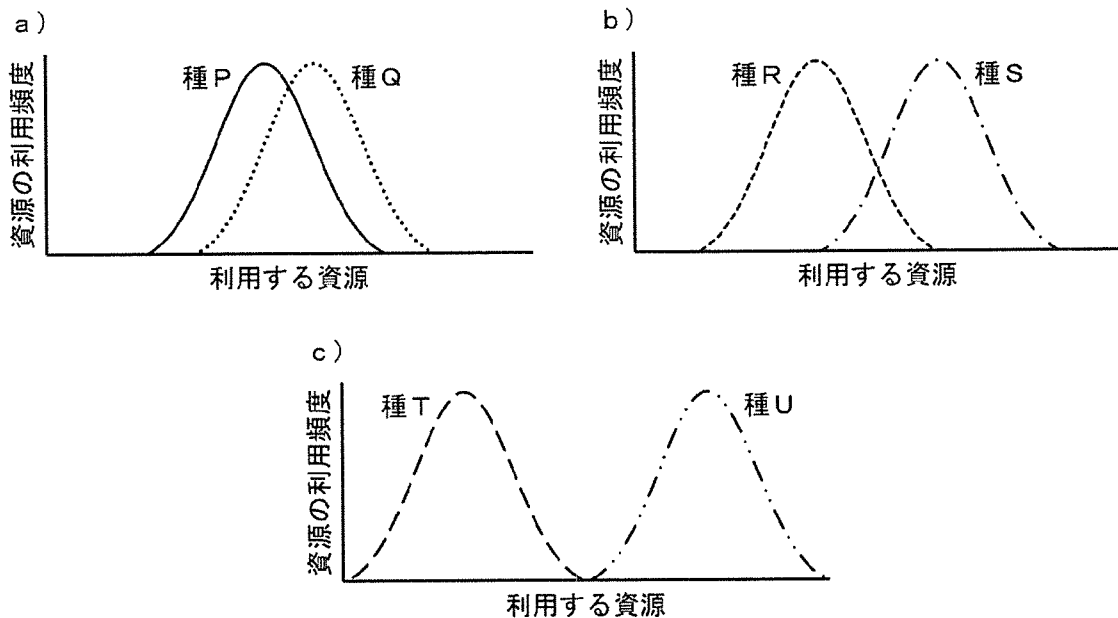 a)
種P
種Q
資源の利用頻度
利用する資源
b)
種R
種S
資源の利用頻度
利用する資源
c)
種T
種U
資源の利用頻度
利用する資源